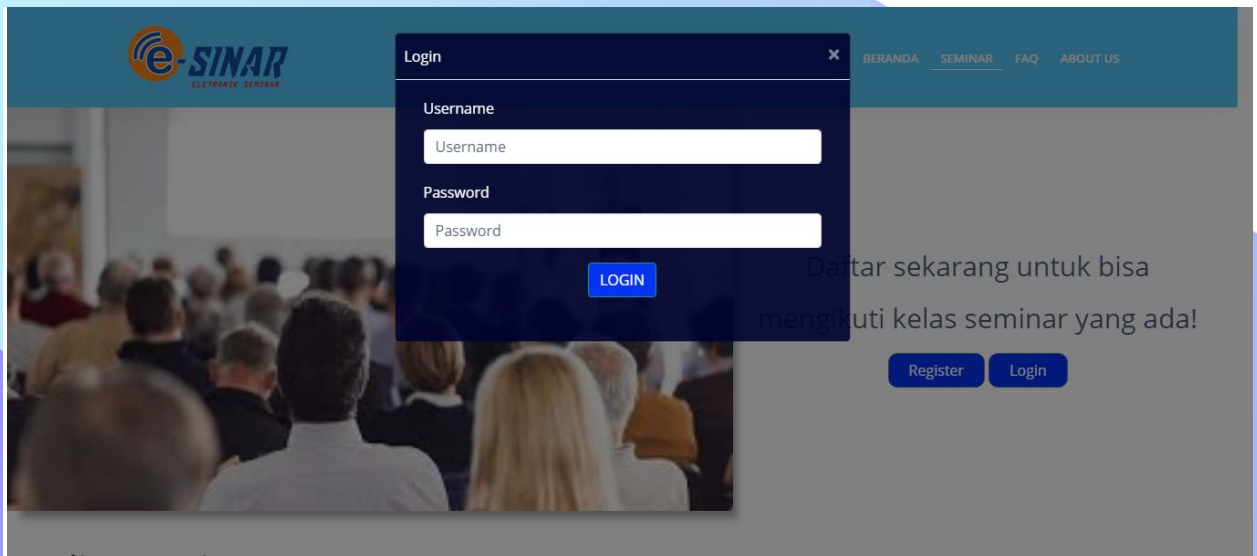 e-SINAR
ELETRONIK SEMINAR
BERANDA SEMINAR FAQ ABOUT US
Login ×
Username
Username
Password
Password
LOGIN
Daftar sekarang untuk bisa
mengikuti kelas seminar yang ada!
Register Login